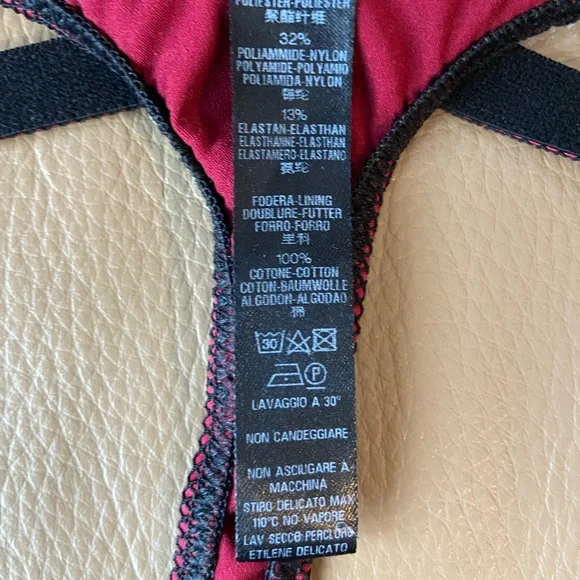 POLIESTER-POLIESTER
聚酯纤维
32%
POLIAMMIDE-NYLON
POLYAMIDE-POLYAMID
POLIAMIDA-NYLON
锦纶
13%
ELASTAN-ELASTHAN
ELASTHANNE-ELASTHAN
ELASTAMERO-ELASTANO
氨纶
FODERA-LINING
DOUBLURE-FUTTER
FORRO-FORRO
里料
100%
COTONE-COTTON
COTON-BAUMWOLLE
ALGODON-ALGODAO
棉
30
P
LAVAGGIO A 30°
NON CANDEGGIARE
NON ASCIUGARE A
MACCHINA
STIRO DELICATO MAX
110°C NO VAPORE
LAV SECCO PERCLORO
ETILENE DELICATO